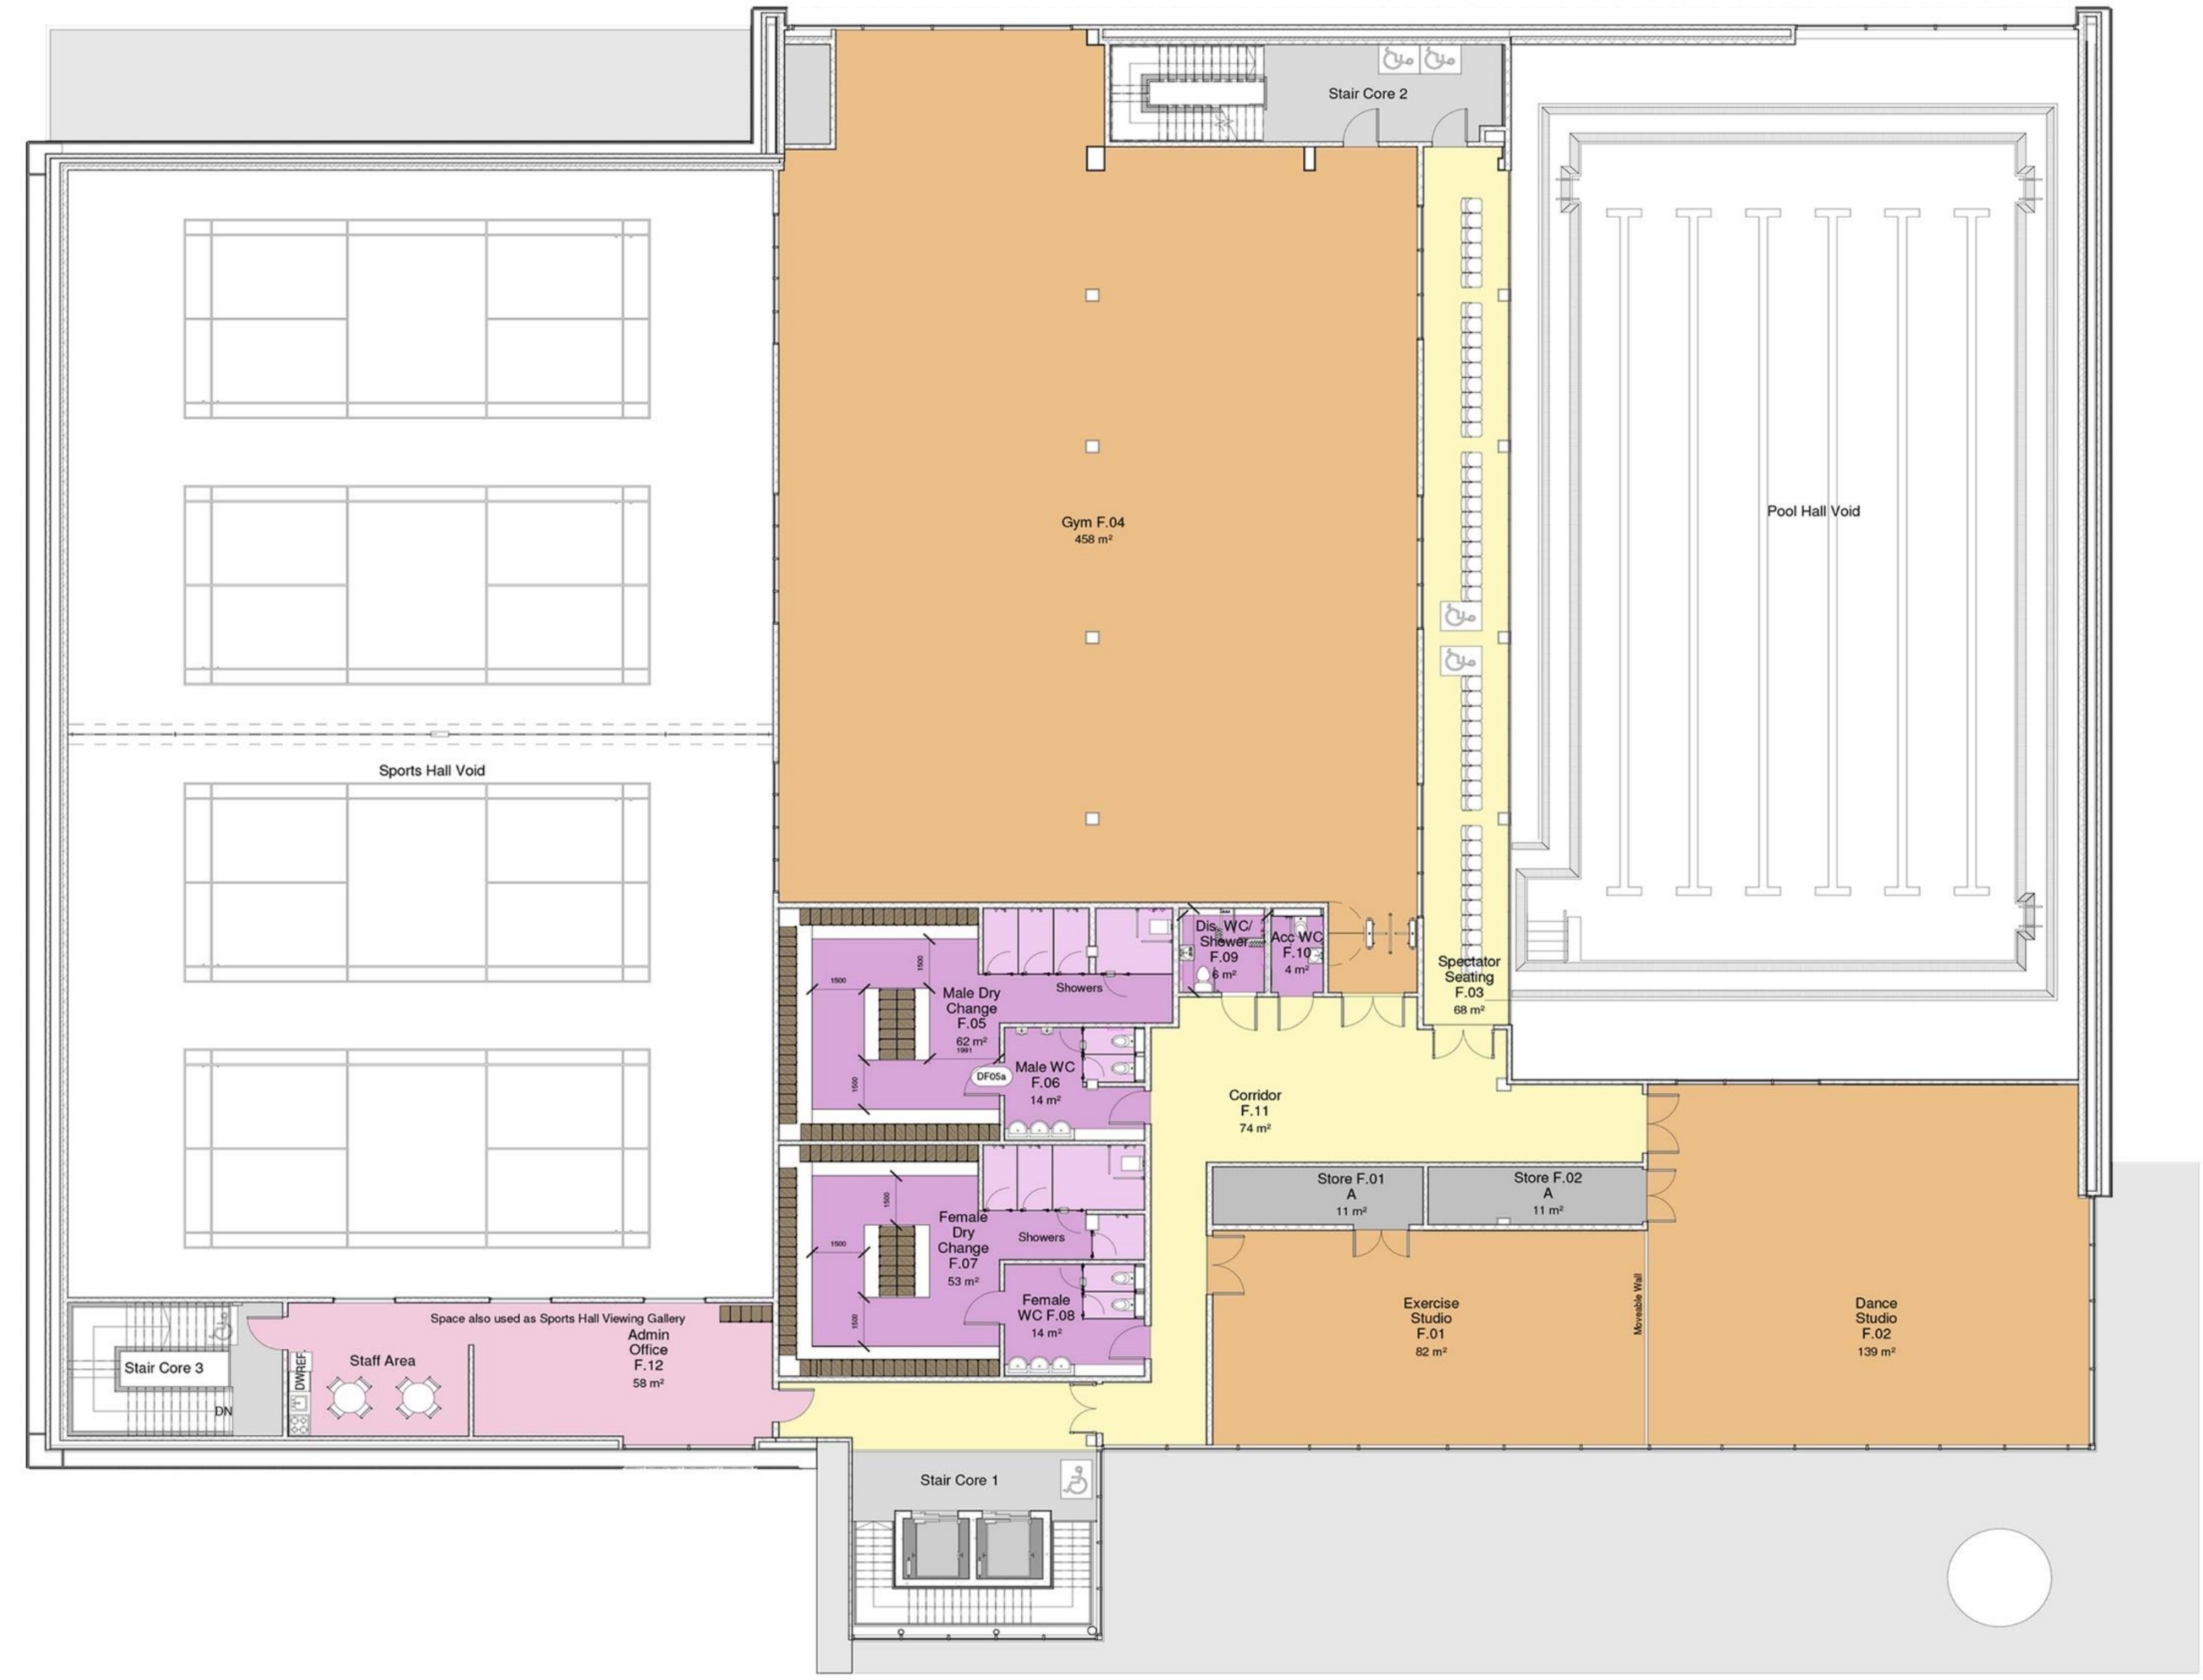 Stair Core 2
Gym F.04
458 m²
Pool Hall Void
Sports Hall Void
Spectator
Seating
F.03
68 m²
Dis. WC/
Shower
F.09
6 m²
Acc WC
F.10
4 m²
1500
1500
Showers
Male Dry
Change
F.05
62 m²
1981
1500
DF05a
Male WC
F.06
14 m²
Corridor
F.11
74 m²
Store F.01
A
11 m²
Store F.02
A
11 m²
1500
1500
Female
Dry
Change
F.07
53 m²
1500
Showers
Female
WC F.08
14 m²
Exercise
Studio
F.01
82 m²
Moveable Wall
Dance
Studio
F.02
139 m²
Space also used as Sports Hall Viewing Gallery
Admin
Office
F.12
58 m²
Staff Area
DW
REF.
Stair Core 3
DN
Stair Core 1